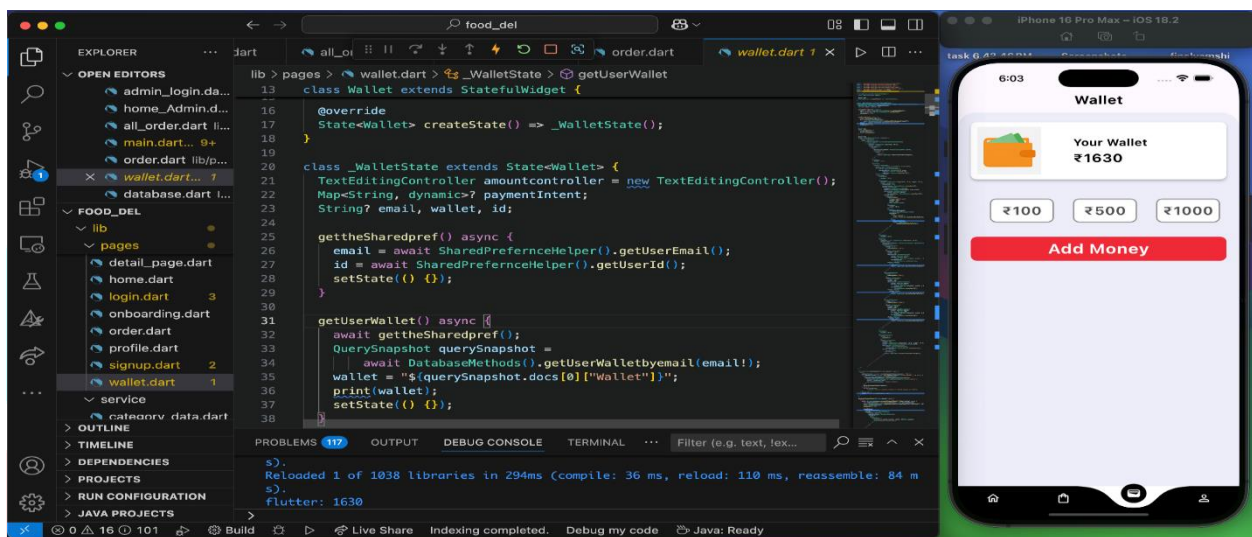 food_del
iPhone 16 Pro Max – iOS 18.2
EXPLORER
dart
all_or
order.dart
wallet.dart 1
OPEN EDITORS
admin_login.da...
home_Admin.d...
all_order.dart li...
main.dart... 9+
order.dart lib/p...
wallet.dart... 1
database.dart l...
FOOD_DEL
lib
pages
detail_page.dart
home.dart
login.dart 3
onboarding.dart
order.dart
profile.dart
signup.dart 2
wallet.dart 1
service
category_data.dart
OUTLINE
TIMELINE
DEPENDENCIES
PROJECTS
RUN CONFIGURATION
JAVA PROJECTS
lib > pages > wallet.dart > _WalletState > getUserWallet
13 class Wallet extends StatefulWidget {
16 @override
17 State<Wallet> createState() => _WalletState();
18 }
19
20 class _WalletState extends State<Wallet> {
21 TextEditingController amountcontroller = new TextEditingController();
22 Map<String, dynamic>? paymentIntent;
23 String? email, wallet, id;
24
25 gettheSharedpref() async {
26 email = await SharedPrefernceHelper().getUserEmail();
27 id = await SharedPrefernceHelper().getUserId();
28 setState(() {});
29 }
30
31 getUserWallet() async {
32 await gettheSharedpref();
33 QuerySnapshot querySnapshot =
34 await DatabaseMethods().getUserWalletbyemail(email!);
35 wallet = "${querySnapshot.docs[0]["Wallet"]}";
36 print(wallet);
37 setState(() {});
38 }
PROBLEMS 117 OUTPUT DEBUG CONSOLE TERMINAL ... Filter (e.g. text, !ex...
s).
Reloaded 1 of 1038 libraries in 294ms (compile: 36 ms, reload: 110 ms, reassemble: 84 m
s).
flutter: 1630
>
0 16 101 Build Live Share Indexing completed. Debug my code Java: Ready
1
6:03
Wallet
Your Wallet
₹1630
₹100 ₹500 ₹1000
Add Money